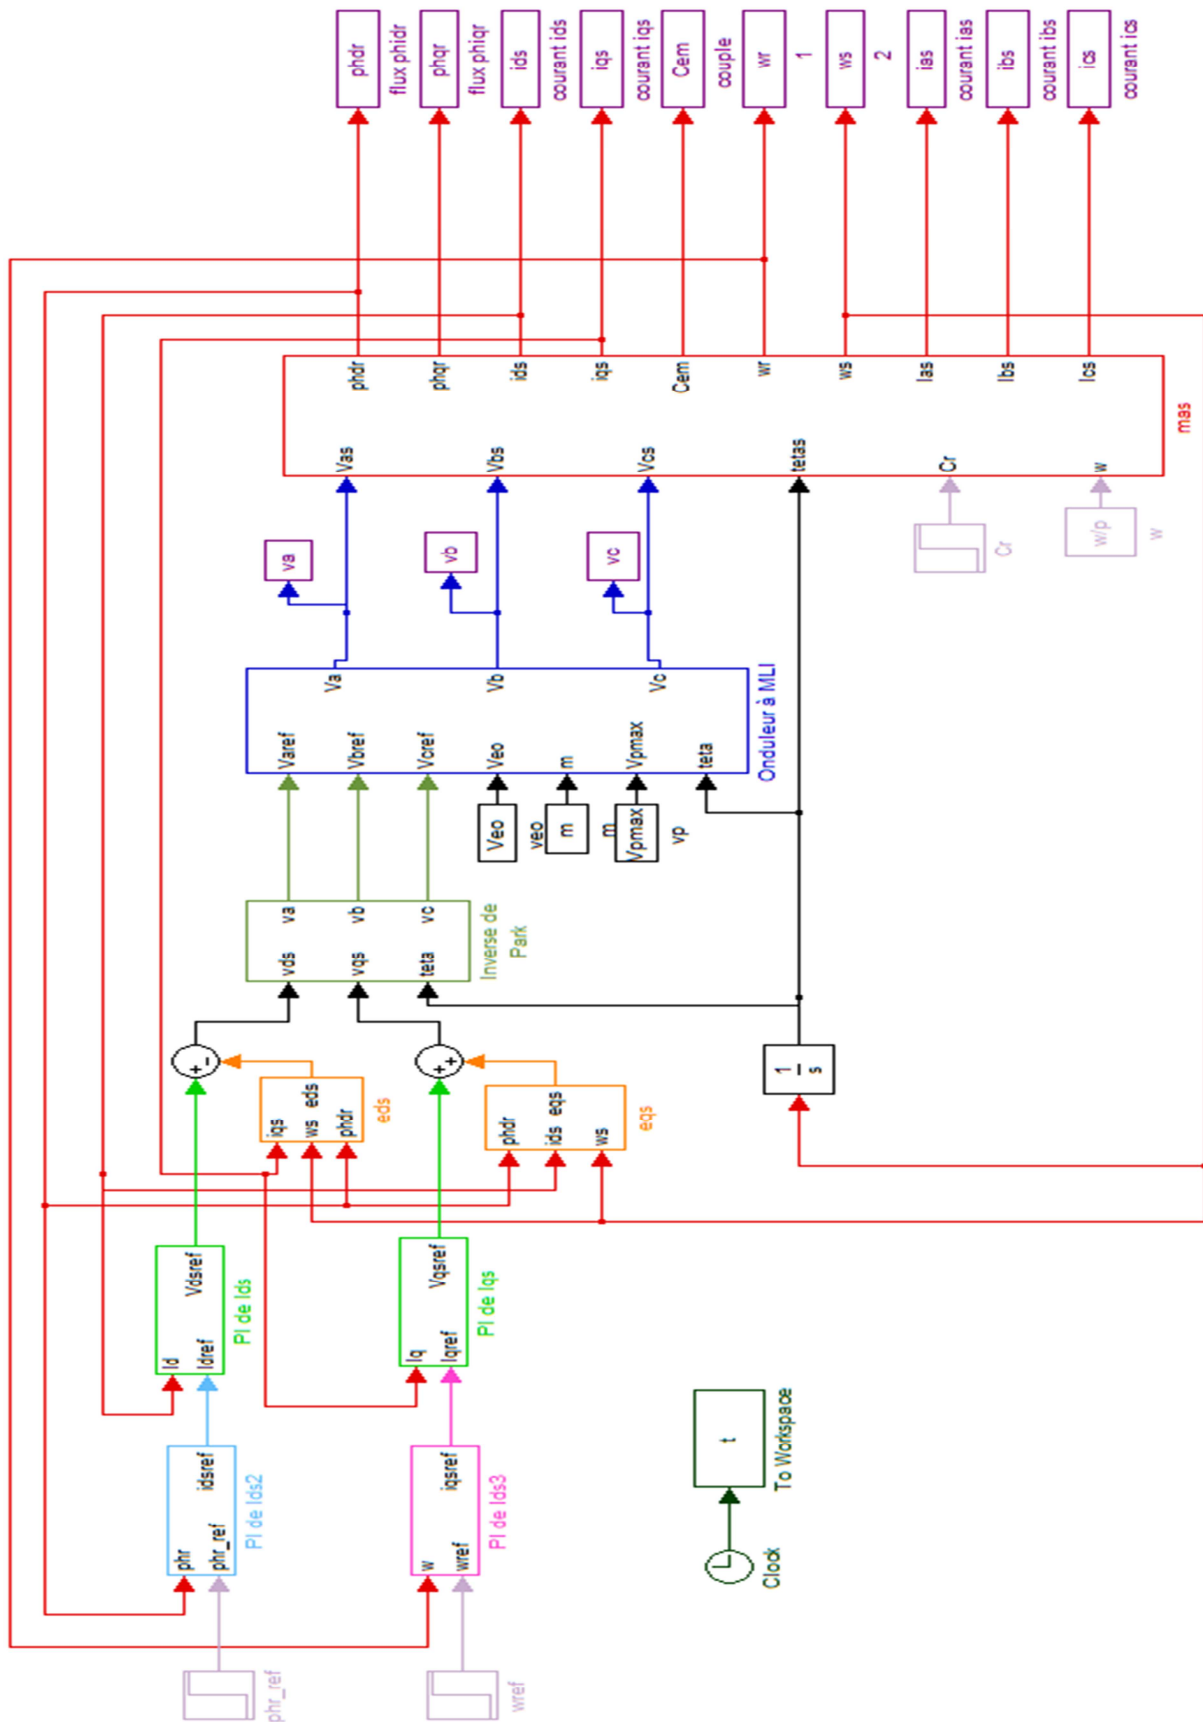 phr_ref
wref
phr
phr_ref
idsref
PI de Ids2
w
wref
iqsref
PI de Ids3
Id
Idref
Vdsref
PI de Ids
Iq
Iqref
Vqsref
PI de Iqs
Clock
t
To Workspace
iqs
ws eds
phdr
eds
phdr
ids eqs
ws
eqs
+
-
+
+
1
s
vds va
vqs vb
teta vc
Inverse de
Park
Veo
veo
m
m
Vpmax
vp
Varef
Vbref
Vcref
Veo
m
Vpmax
teta
Va
Vb
Vc
Onduleur à MLI
va
vb
vc
Cr
w/p
w
Vas
Vbs
Vcs
tetas
Cr
w
phdr
phqr
ids
iqs
Cem
wr
ws
Ias
Ibs
Ics
mas
phdr
flux phidr
phqr
flux phiqr
ids
courant ids
iqs
courant iqs
Cem
couple
wr
1
ws
2
ias
courant ias
ibs
courant ibs
ics
courant ics